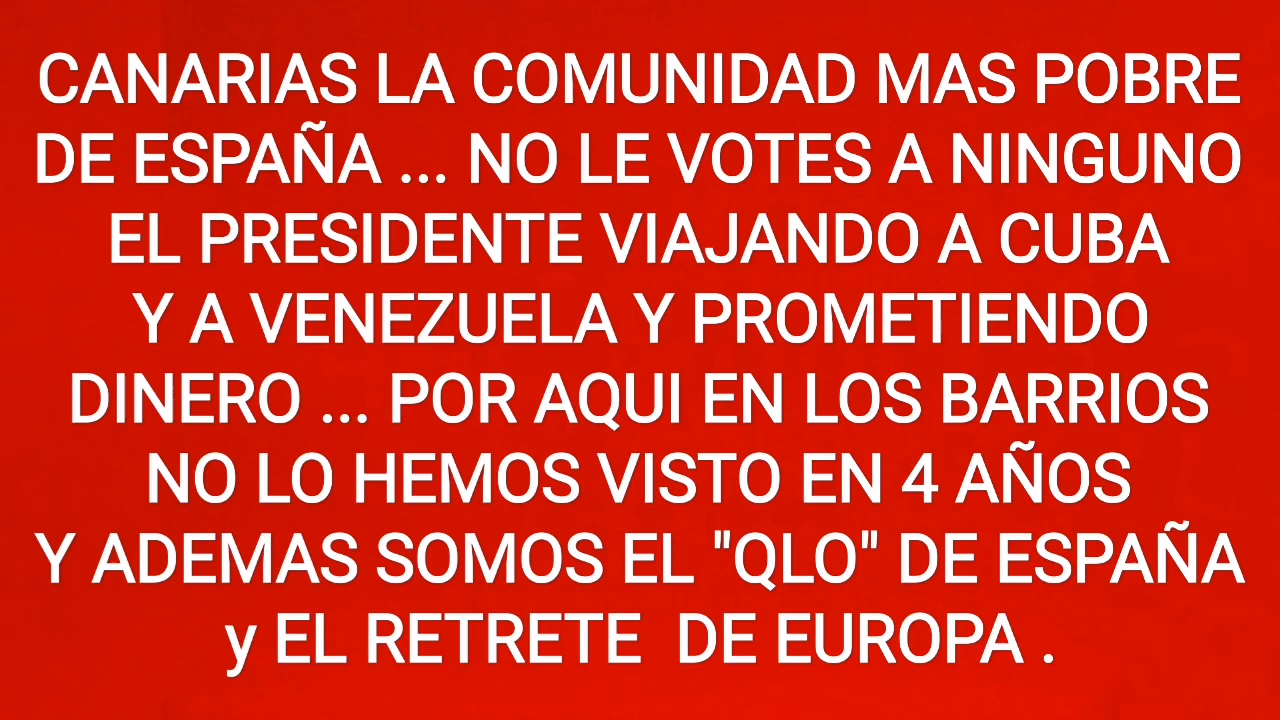 CANARIAS LA COMUNIDAD MAS POBRE
DE ESPAÑA ... NO LE VOTES A NINGUNO
EL PRESIDENTE VIAJANDO A CUBA
Y A VENEZUELA Y PROMETIENDO
DINERO ... POR AQUI EN LOS BARRIOS
NO LO HEMOS VISTO EN 4 AÑOS
Y ADEMAS SOMOS EL "QLO" DE ESPAÑA
y EL RETRETE  DE EUROPA .